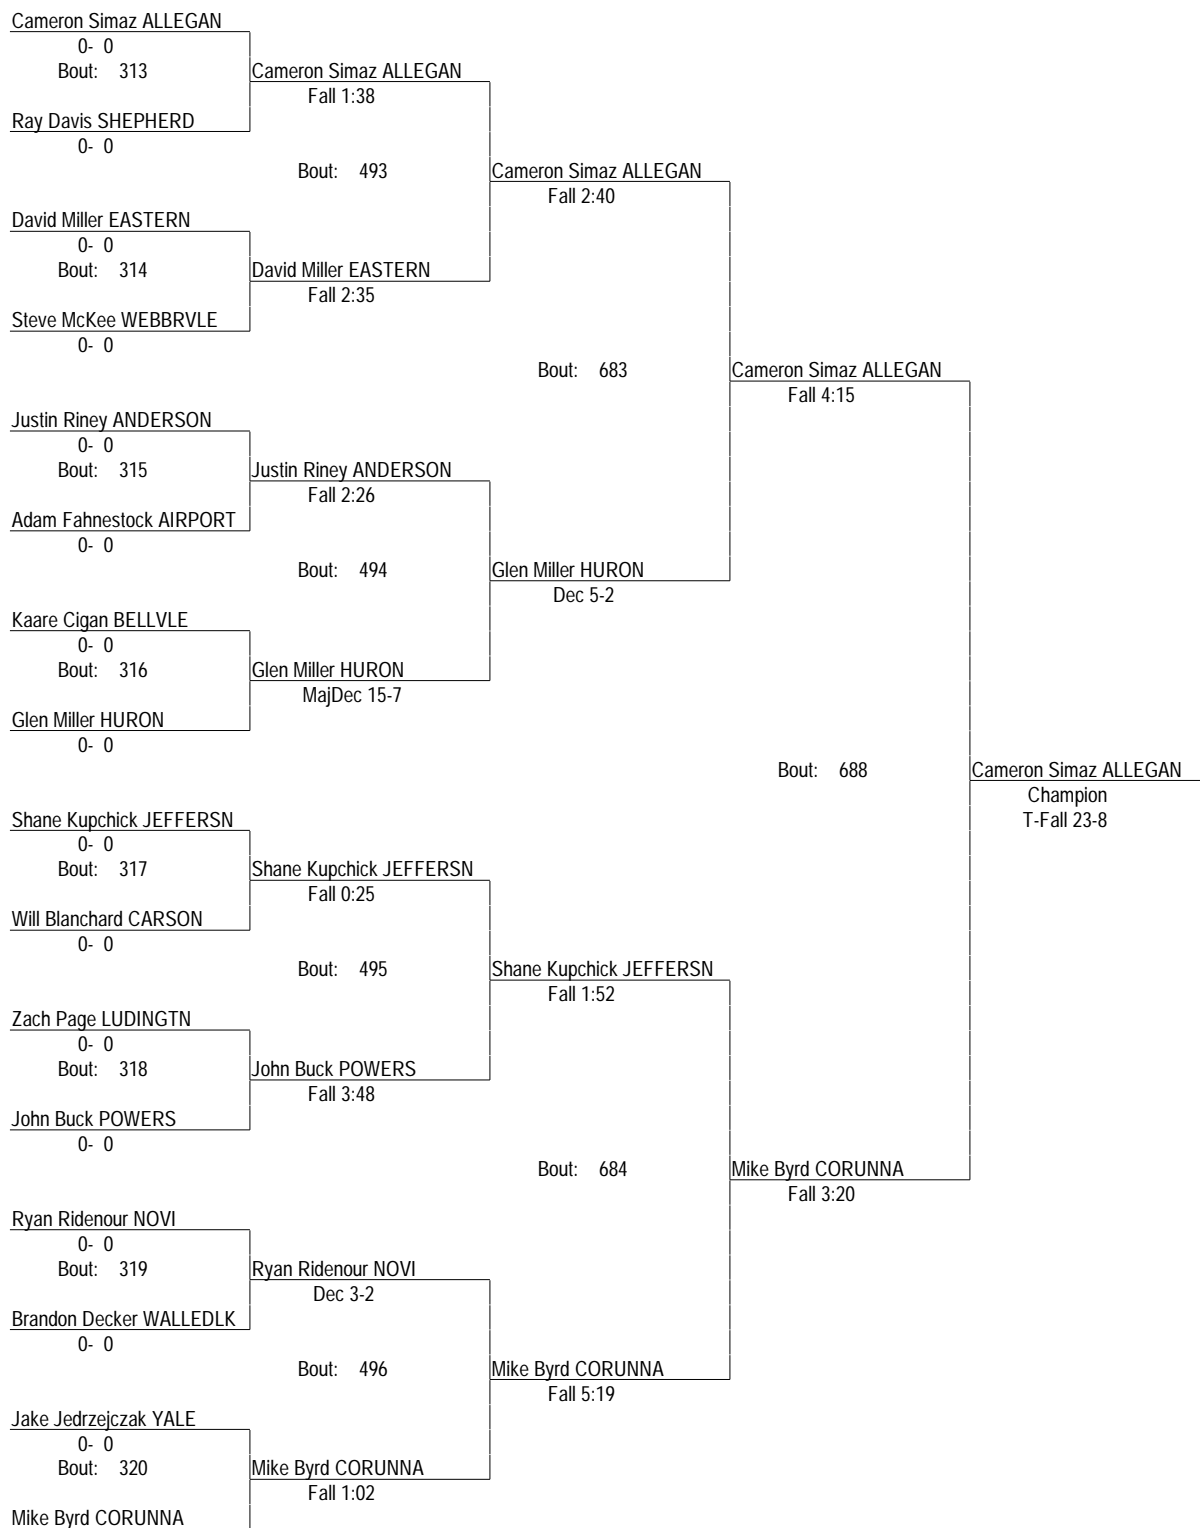 Cameron Simaz ALLEGAN
0- 0
Bout: 313
Cameron Simaz ALLEGAN
Fall 1:38
Ray Davis SHEPHERD
0- 0
Bout: 493
Cameron Simaz ALLEGAN
Fall 2:40
David Miller EASTERN
0- 0
Bout: 314
David Miller EASTERN
Fall 2:35
Steve McKee WEBBRVLE
0- 0
Bout: 683
Cameron Simaz ALLEGAN
Fall 4:15
Justin Riney ANDERSON
0- 0
Bout: 315
Justin Riney ANDERSON
Fall 2:26
Adam Fahnestock AIRPORT
0- 0
Bout: 494
Glen Miller HURON
Dec 5-2
Kaare Cigan BELLVLE
0- 0
Bout: 316
Glen Miller HURON
MajDec 15-7
Glen Miller HURON
0- 0
Bout: 688
Cameron Simaz ALLEGAN
Champion
T-Fall 23-8
Shane Kupchick JEFFERSN
0- 0
Bout: 317
Shane Kupchick JEFFERSN
Fall 0:25
Will Blanchard CARSON
0- 0
Bout: 495
Shane Kupchick JEFFERSN
Fall 1:52
Zach Page LUDINGTN
0- 0
Bout: 318
John Buck POWERS
Fall 3:48
John Buck POWERS
0- 0
Bout: 684
Mike Byrd CORUNNA
Fall 3:20
Ryan Ridenour NOVI
0- 0
Bout: 319
Ryan Ridenour NOVI
Dec 3-2
Brandon Decker WALLEDLK
0- 0
Bout: 496
Mike Byrd CORUNNA
Fall 5:19
Jake Jedrzejczak YALE
0- 0
Bout: 320
Mike Byrd CORUNNA
Fall 1:02
Mike Byrd CORUNNA